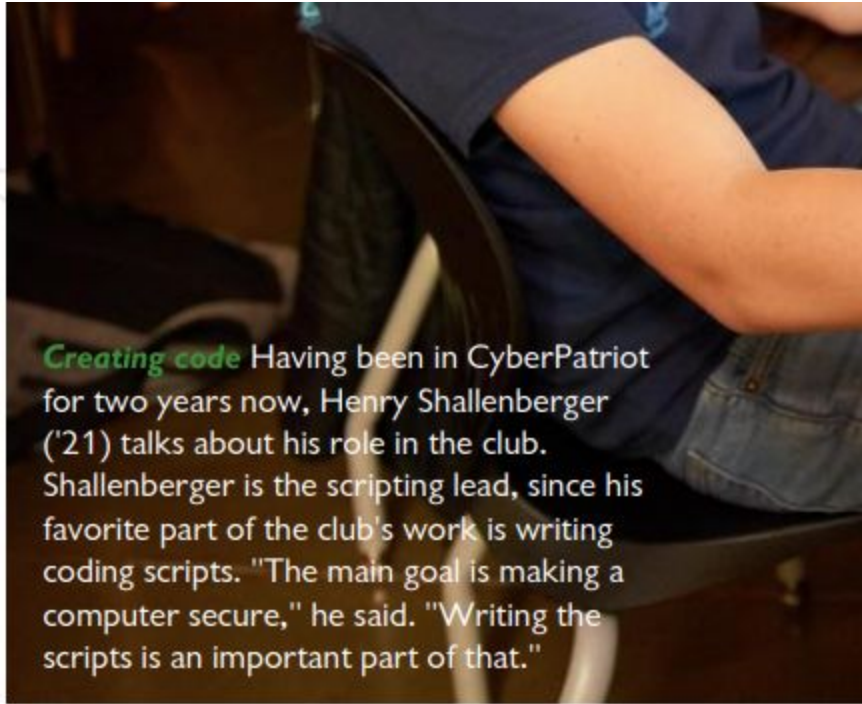 Creating code Having been in CyberPatriot
for two years now, Henry Shallenberger
('21) talks about his role in the club.
Shallenberger is the scripting lead, since his
favorite part of the club's work is writing
coding scripts. "The main goal is making a
computer secure," he said. "Writing the
scripts is an important part of that."